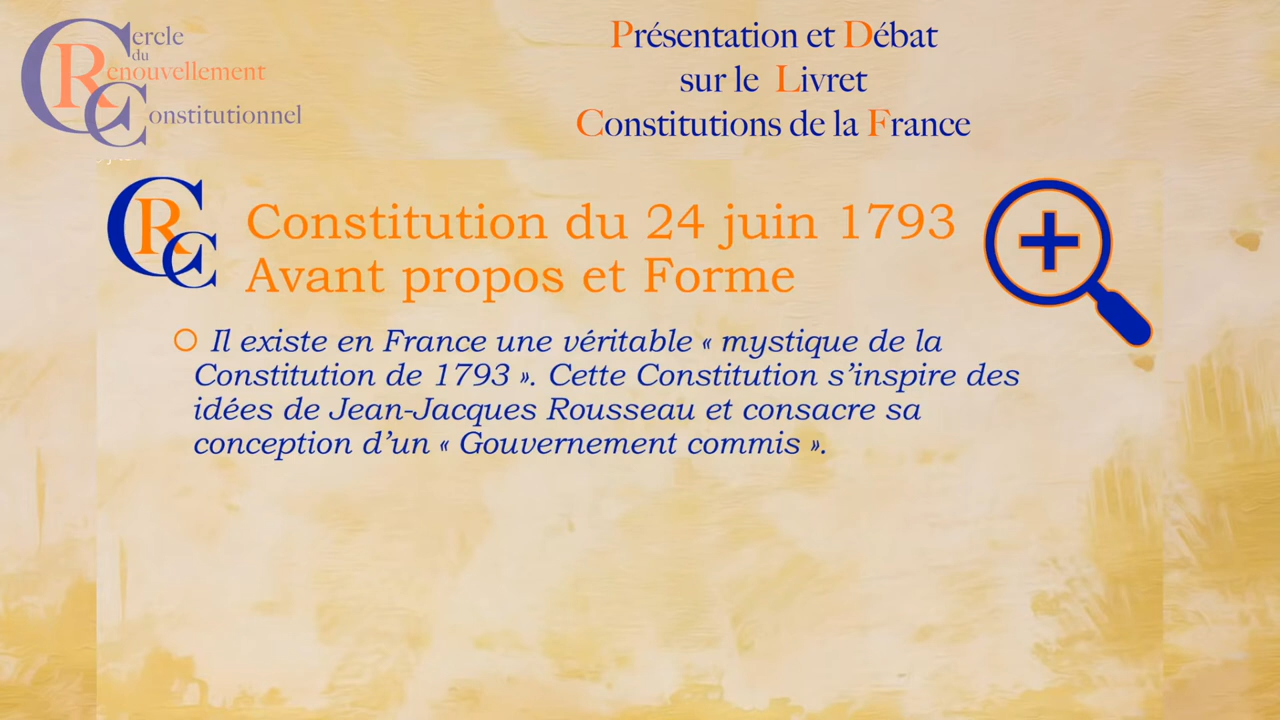 Cercle
du
Renouvellement
Constitutionnel
Présentation et Débat
sur le Livret
Constitutions de la France
CRC
Constitution du 24 juin 1793
Avant propos et Forme
Il existe en France une véritable « mystique de la
Constitution de 1793 ». Cette Constitution s’inspire des
idées de Jean-Jacques Rousseau et consacre sa
conception d’un « Gouvernement commis ».